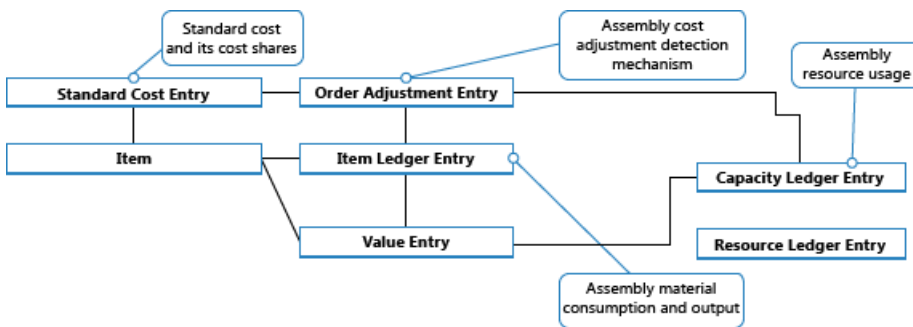 Standard cost
and its cost shares
Assembly cost
adjustment detection
mechanism
Assembly
resource usage
Standard Cost Entry
Order Adjustment Entry
Item
Item Ledger Entry
Capacity Ledger Entry
Value Entry
Resource Ledger Entry
Assembly material
consumption and output